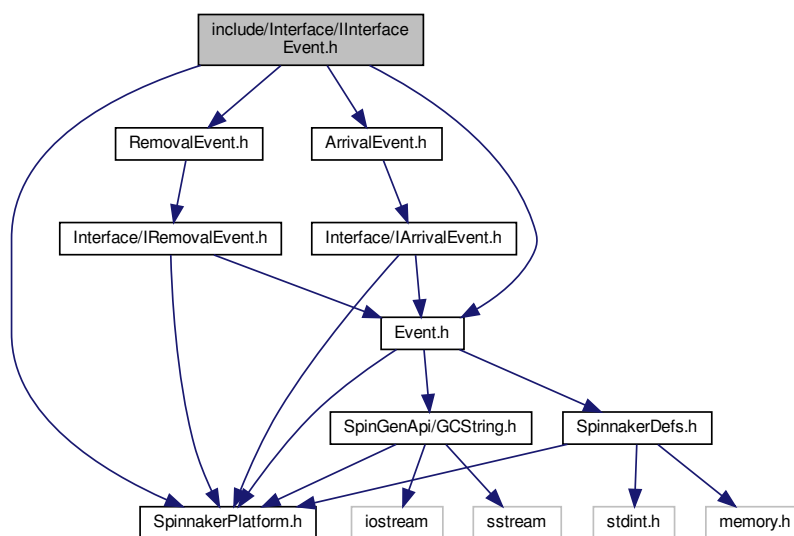 include/Interface/IInterface
Event.h
RemovalEvent.h
ArrivalEvent.h
Interface/IRemovalEvent.h
Interface/IArrivalEvent.h
Event.h
SpinGenApi/GCString.h
SpinnakerDefs.h
SpinnakerPlatform.h
iostream
sstream
stdint.h
memory.h